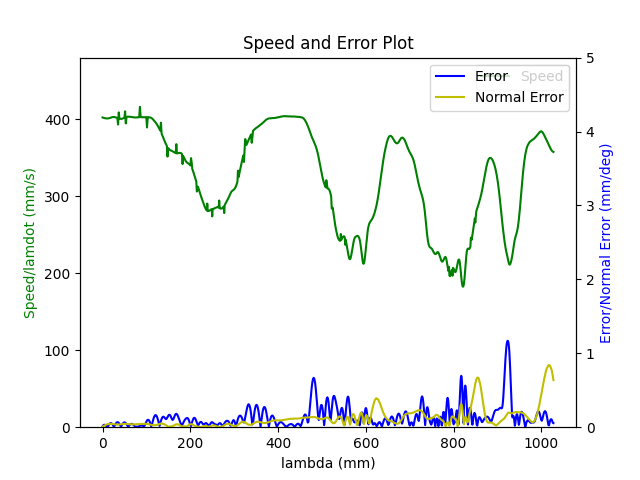 Speed and Error Plot
Speed/lamdot (mm/s)
400
300
200
100
0
Error
Speed
Normal Error
5
4
3
2
1
0
Error/Normal Error (mm/deg)
0
200
400
600
800
1000
lambda (mm)